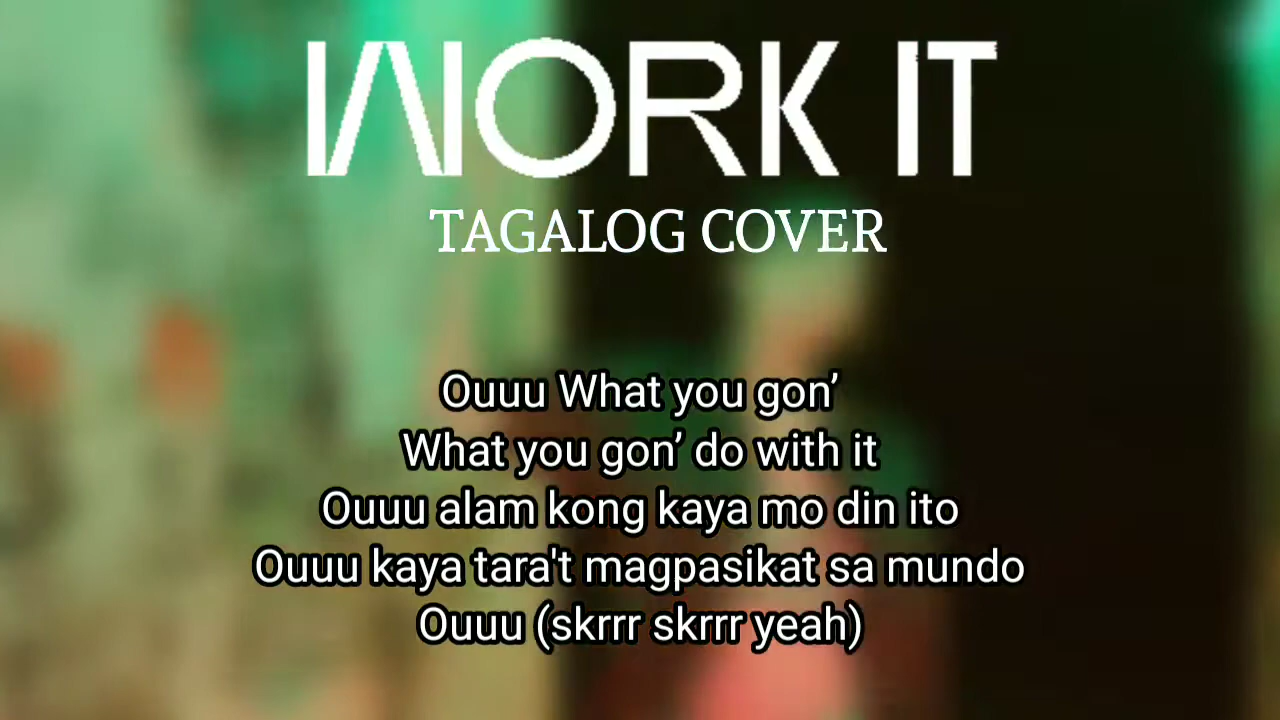 WORK IT
TAGALOG COVER
Ouuu What you gon’
What you gon’ do with it
Ouuu alam kong kaya mo din ito
Ouuu kaya tara't magpasikat sa mundo
Ouuu (skrrr skrrr yeah)